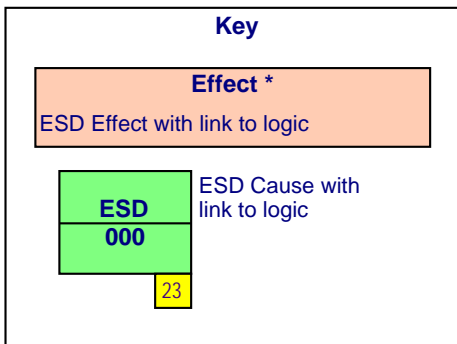 Key
Effect *
ESD Effect with link to logic
ESD Cause with
link to logic
ESD
000
23